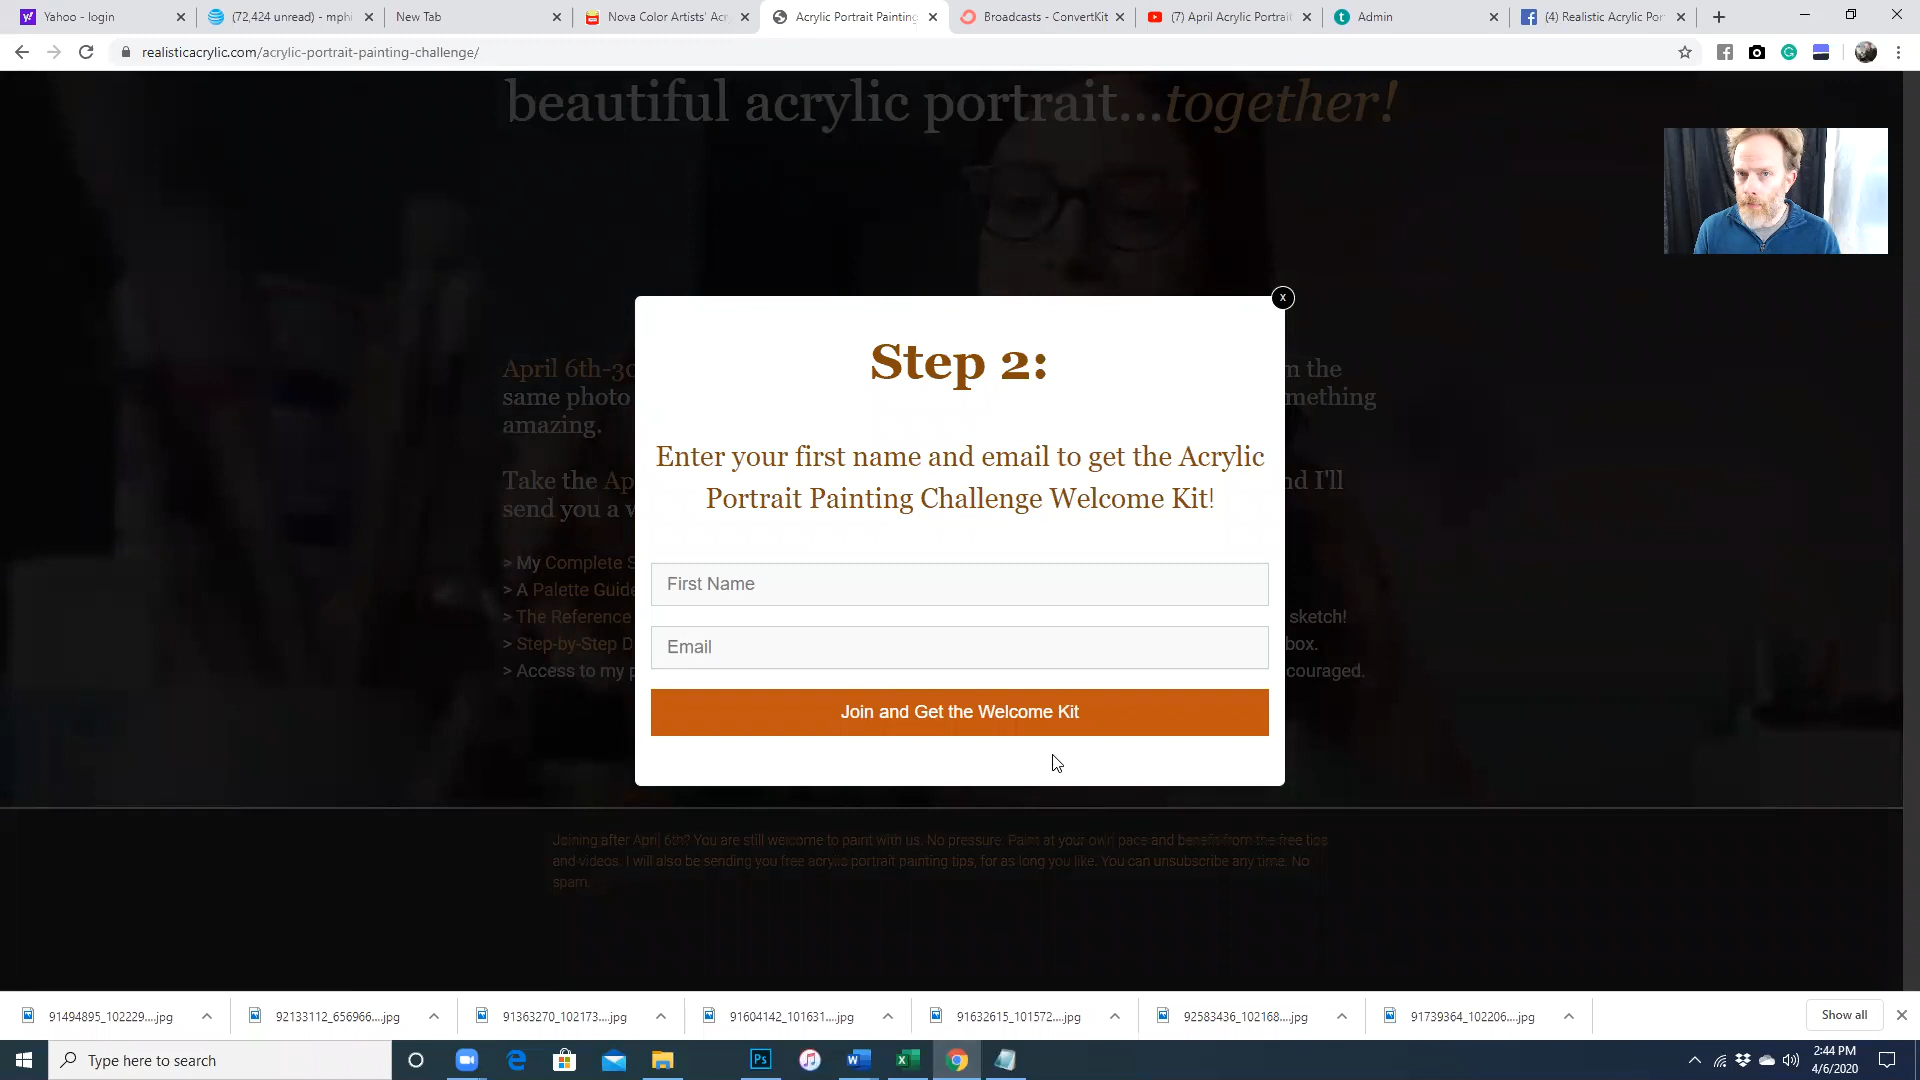 Yahoo - login
(72,424 unread) - mphi
New Tab
Nova Color Artists' Acr
Acrylic Portrait Painting
Broadcasts - ConvertKit
(7) April Acrylic Portrait
Admin
(4) Realistic Acrylic Por
realisticacrylic.com/acrylic-portrait-painting-challenge/
beautiful acrylic portrait...together!
x
Step 2:
April 6th-30
m the
same photo
mething
amazing.
Enter your first name and email to get the Acrylic
Portrait Painting Challenge Welcome Kit!
Take the Ap
nd I'll
send you a w
> My Complete S
> A Palette Guide
> The Reference
sketch!
> Step-by-Step D
box.
> Access to my p
couraged.
First Name
Email
Join and Get the Welcome Kit
Joining after April 6th? You are still welcome to paint with us. No pressure. Paint at your own pace and benefit from the free tips
and videos. I will also be sending you free acrylic portrait painting tips, for as long you like. You can unsubscribe any time. No
spam.
91494895_102229....jpg
92133112_656966....jpg
91363270_102173....jpg
91604142_101631....jpg
91632615_101572....jpg
92583436_102168....jpg
91739364_102206....jpg
Show all
Type here to search
2:44 PM
4/6/2020